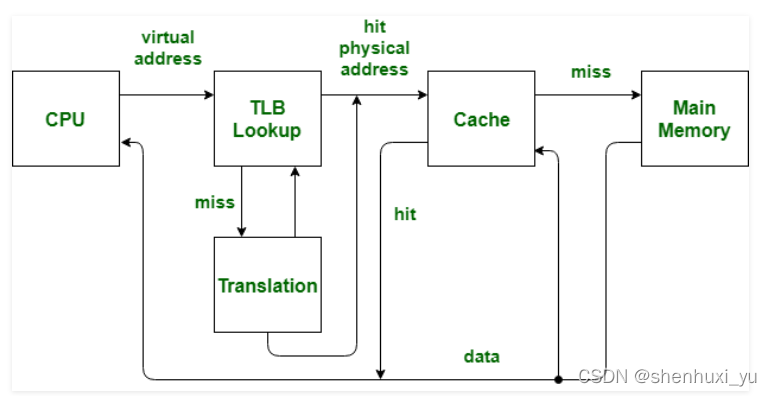 virtual
address
hit
physical
address
miss
CPU
TLB
Lookup
Cache
Main
Memory
miss
hit
Translation
data
CSDN @shenhuxi_yu